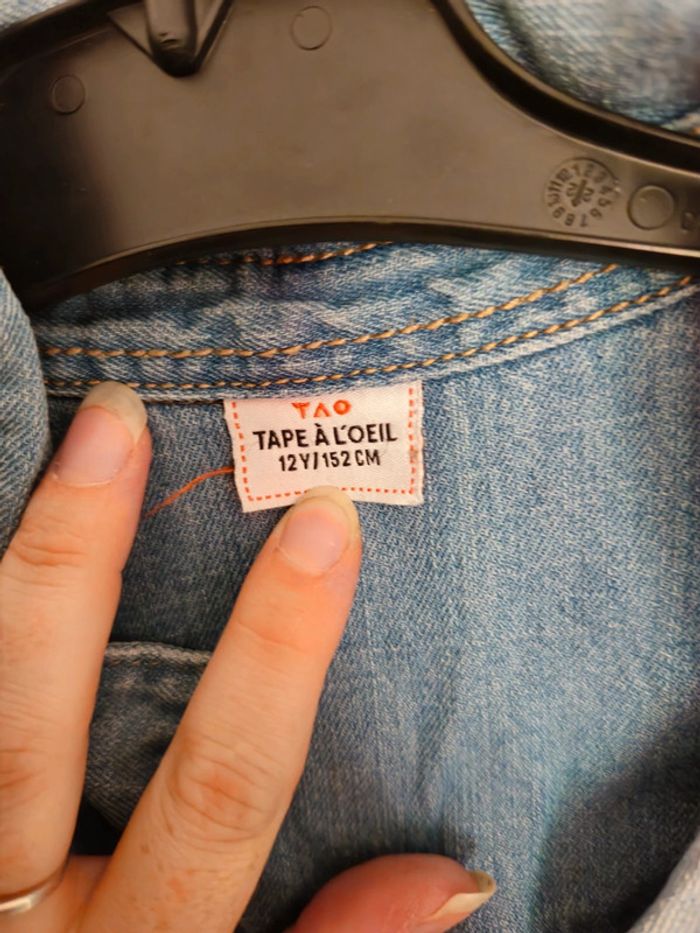 TAO
TAPE À L'OEIL
12Y/152 CM